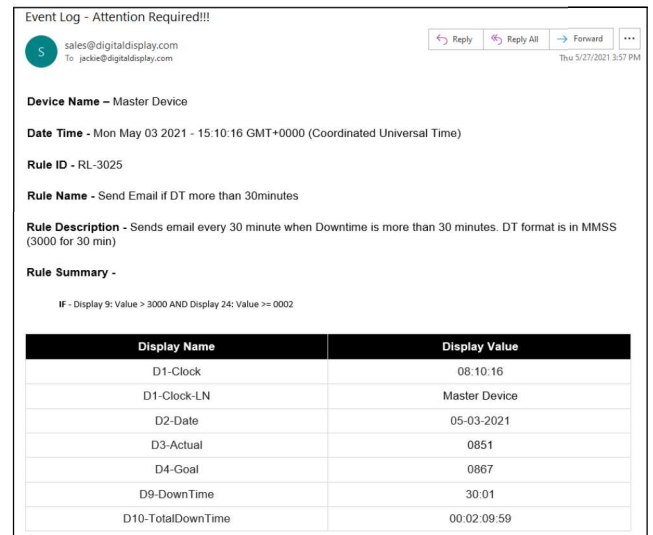 Event Log - Attention Required!!!
S
sales@digitaldisplay.com
To jackie@digitaldisplay.com
Reply Reply All Forward ...
Thu 5/27/2021 3:57 PM
Device Name – Master Device
Date Time - Mon May 03 2021 - 15:10:16 GMT+0000 (Coordinated Universal Time)
Rule ID - RL-3025
Rule Name - Send Email if DT more than 30minutes
Rule Description - Sends email every 30 minute when Downtime is more than 30 minutes. DT format is in MMSS
(3000 for 30 min)
Rule Summary -
IF - Display 9: Value > 3000 AND Display 24: Value >= 0002
Display Name Display Value
D1-Clock 08:10:16
D1-Clock-LN Master Device
D2-Date 05-03-2021
D3-Actual 0851
D4-Goal 0867
D9-DownTime 30:01
D10-TotalDownTime 00:02:09:59